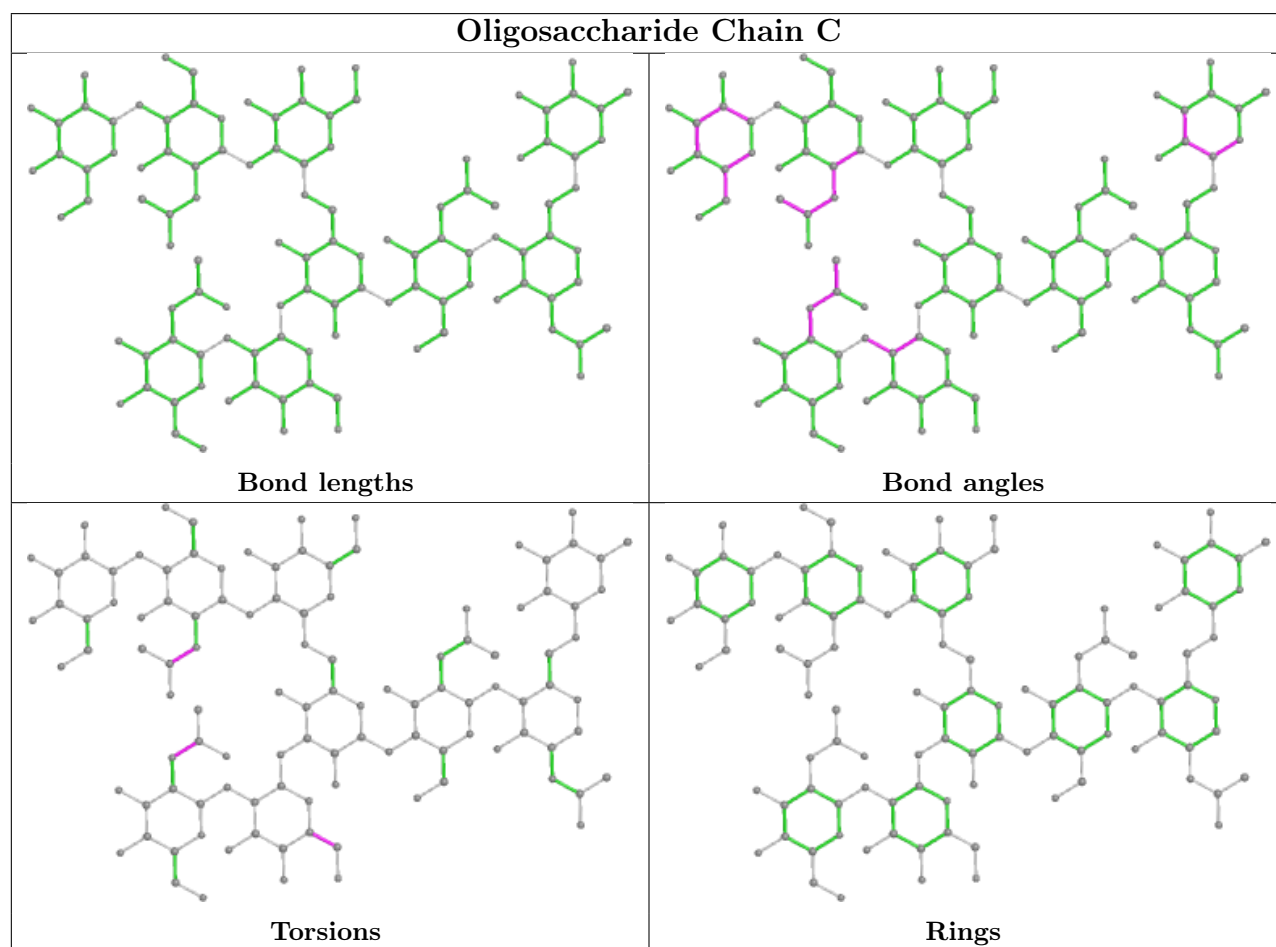 Oligosaccharide Chain C
Bond lengths
Bond angles
Torsions
Rings